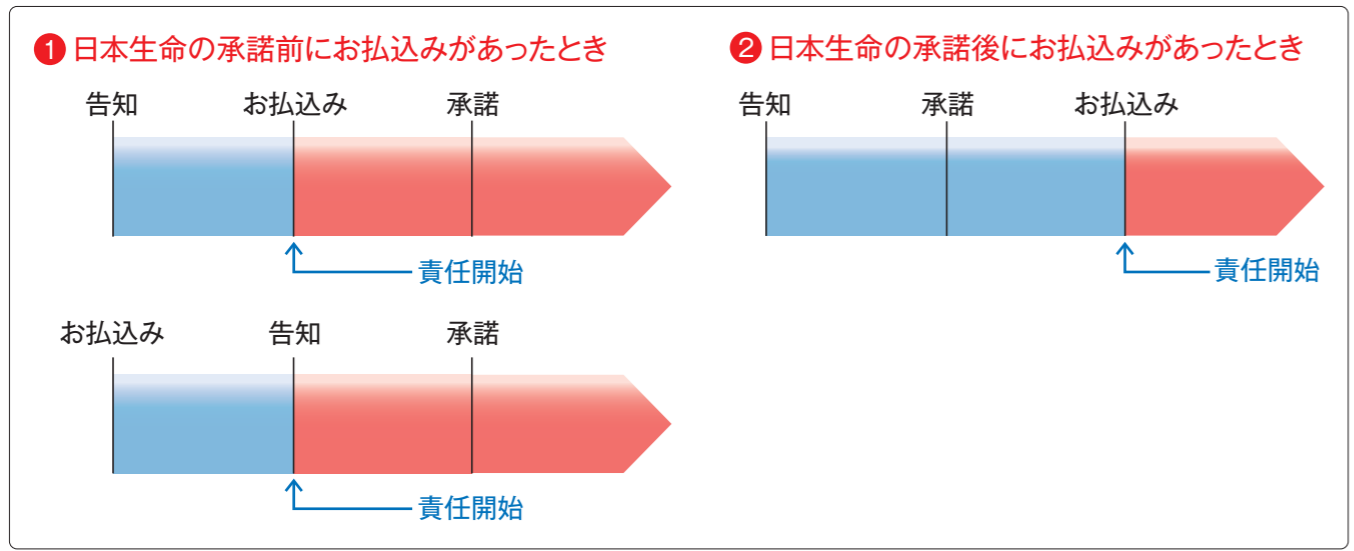 ❶日本生命の承諾前にお払込みがあったとき
告知 お払込み 承諾
責任開始
お払込み 告知 承諾
責任開始
❷日本生命の承諾後にお払込みがあったとき
告知 承諾 お払込み
責任開始